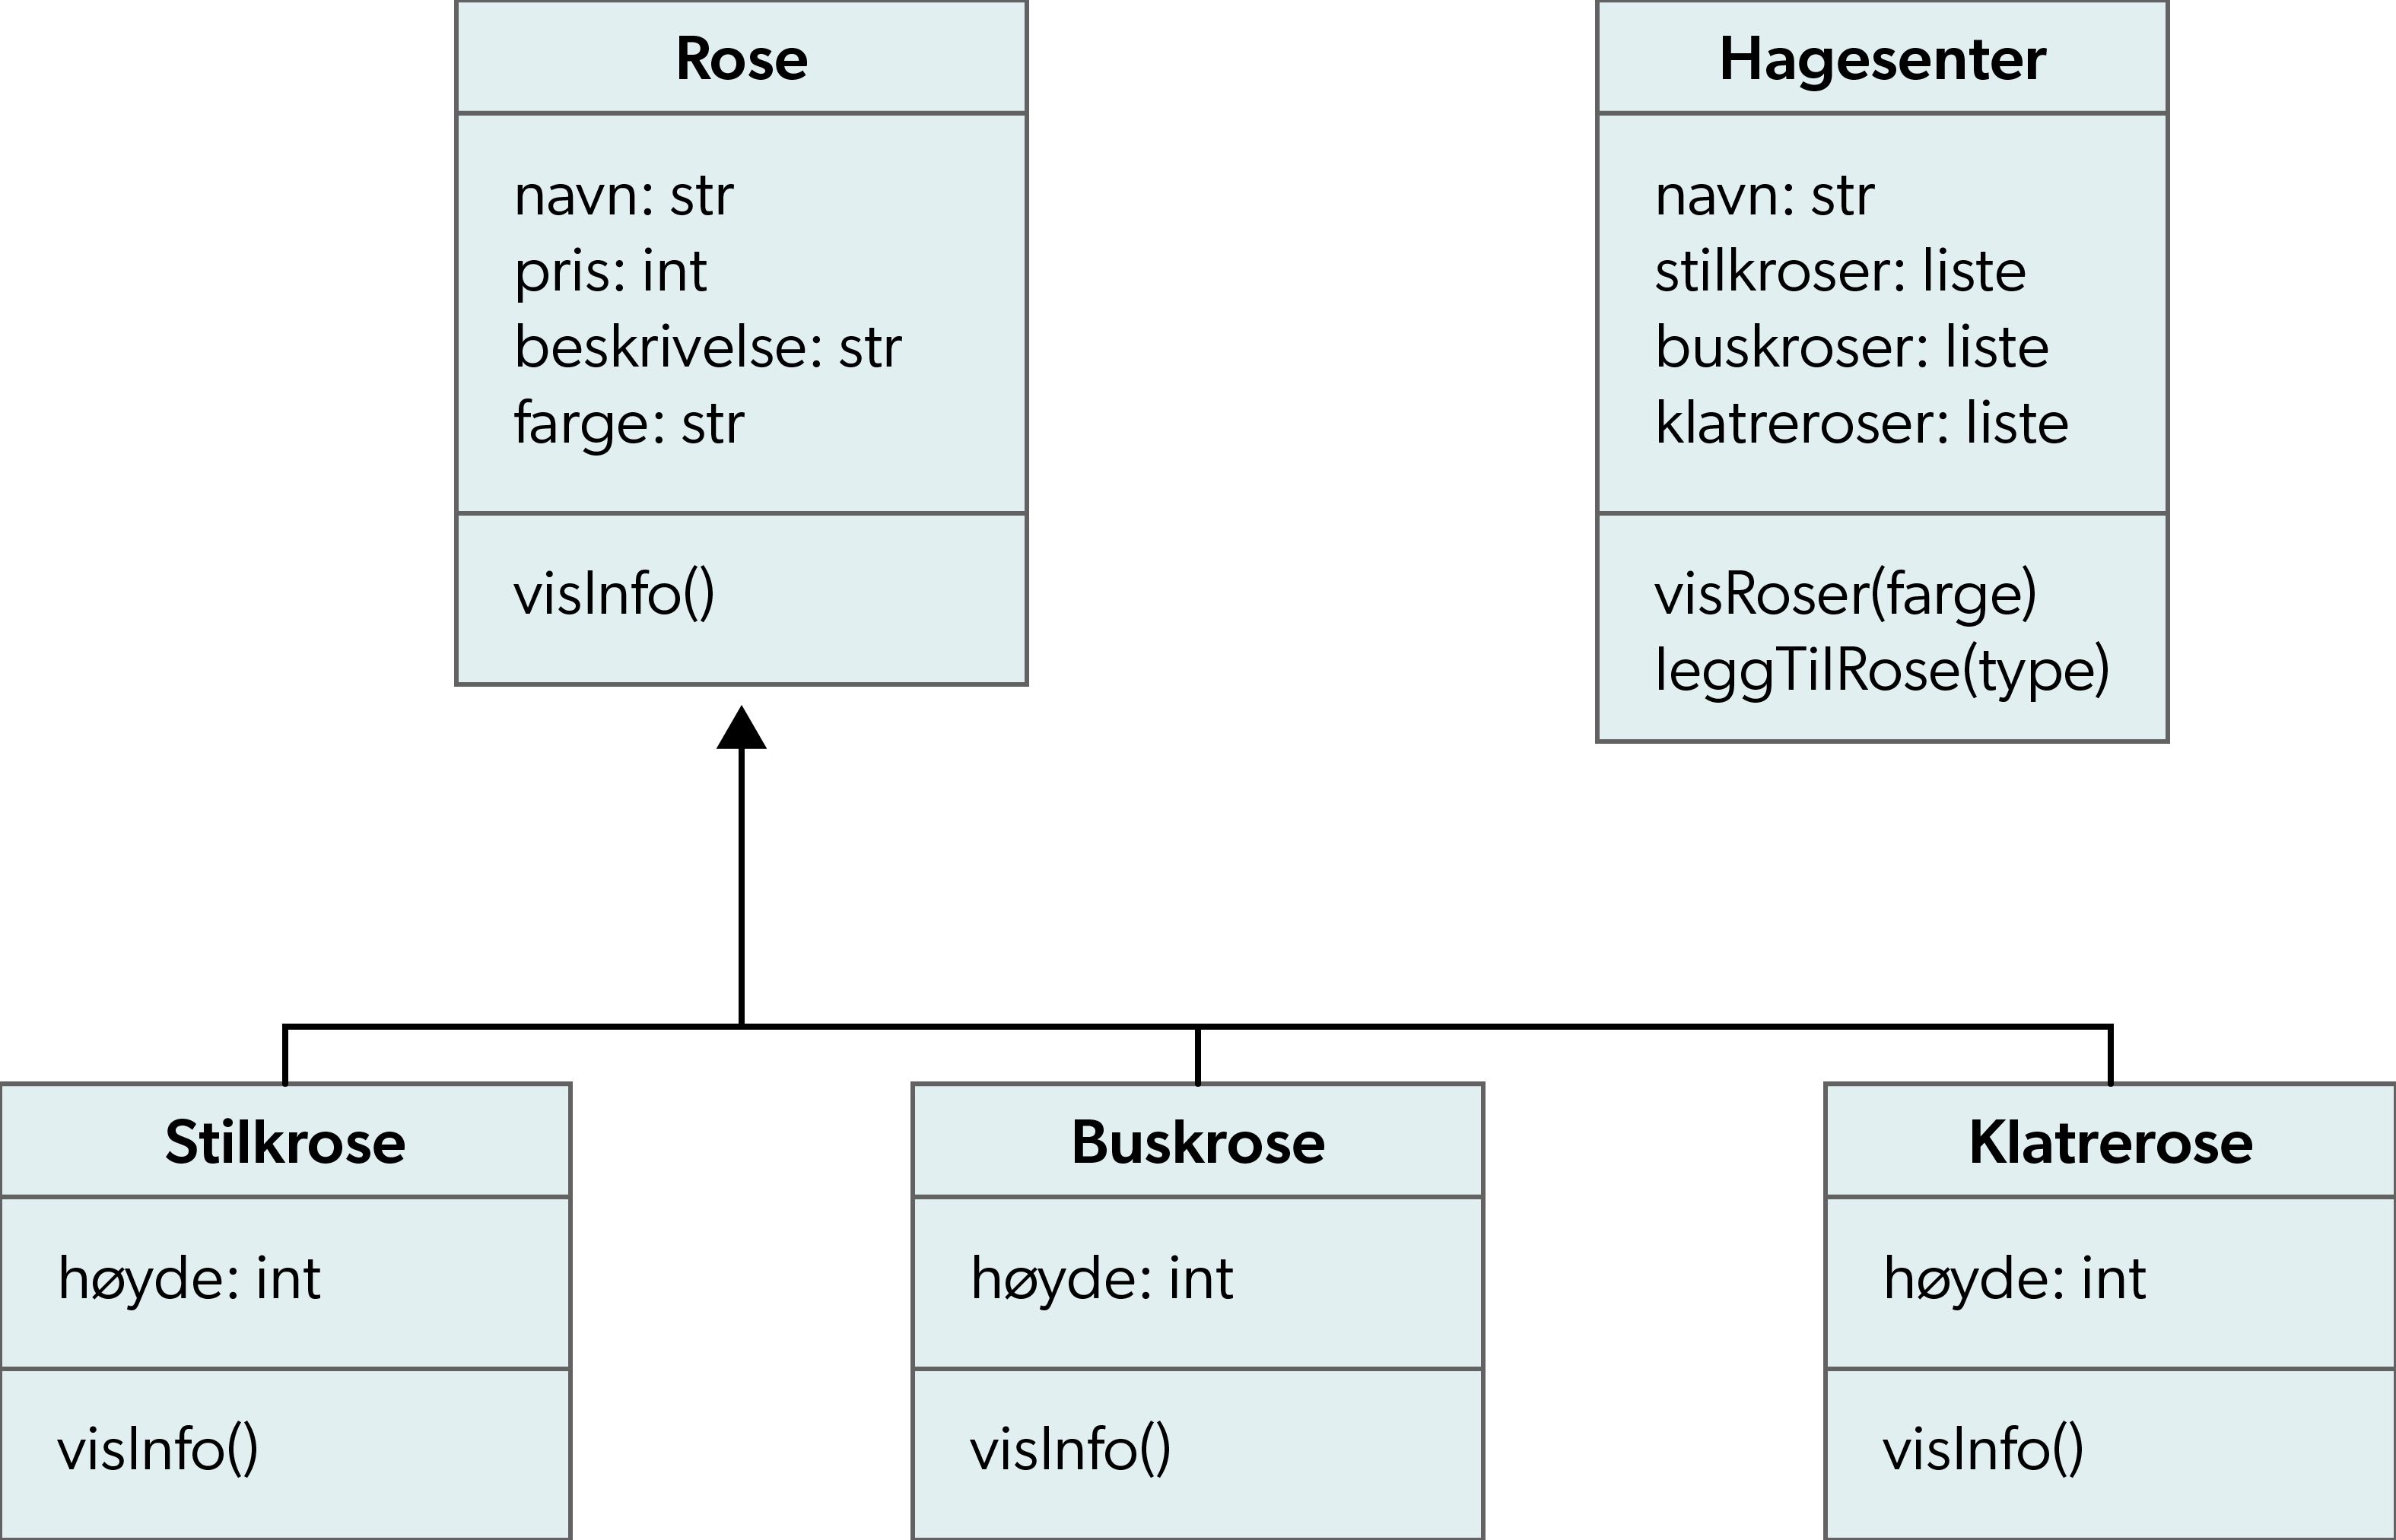 Rose
navn: str
pris: int
beskrivelse: str
farge: str
visInfo()
Hagesenter
navn: str
stilkroser: liste
buskroser: liste
klatreroser: liste
visRoser(farge)
leggTilRose(type)
Stilkrose
høyde: int
visInfo()
Buskrose
høyde: int
visInfo()
Klatrerose
høyde: int
visInfo()